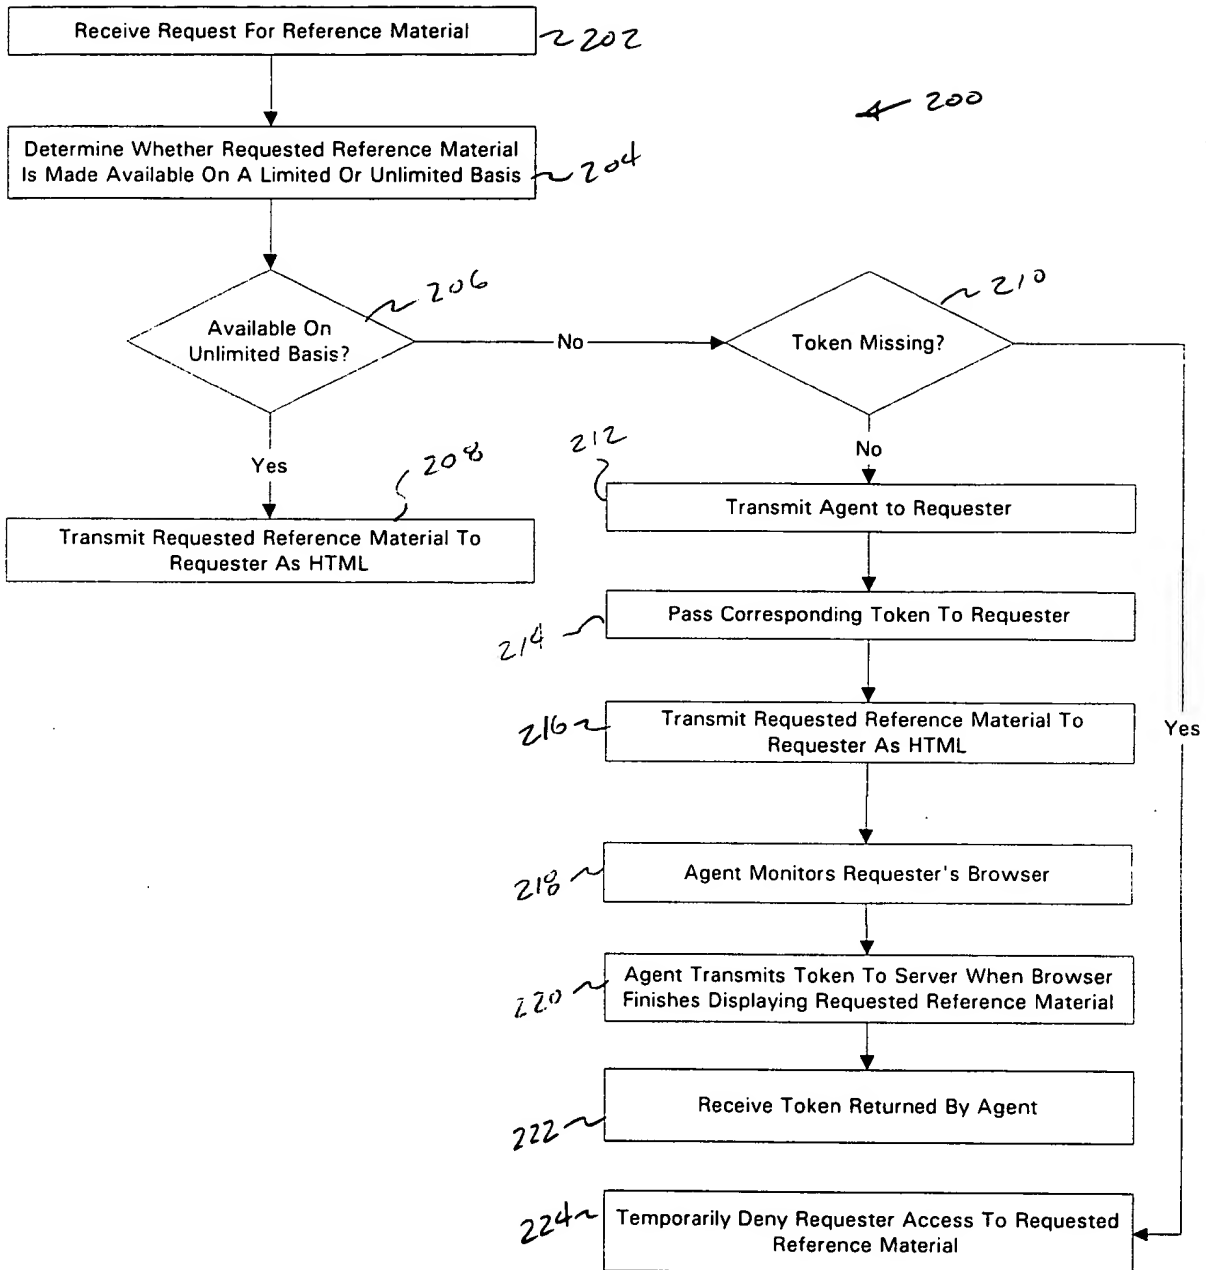 Receive Request For Reference Material
202
200
Determine Whether Requested Reference Material
Is Made Available On A Limited Or Unlimited Basis
204
206
Available On
Unlimited Basis?
No
210
Token Missing?
Yes
208
Transmit Requested Reference Material To
Requester As HTML
No
212
Transmit Agent to Requester
Pass Corresponding Token To Requester
214
216
Transmit Requested Reference Material To
Requester As HTML
Yes
218
Agent Monitors Requester's Browser
220
Agent Transmits Token To Server When Browser
Finishes Displaying Requested Reference Material
Receive Token Returned By Agent
222
224
Temporarily Deny Requester Access To Requested
Reference Material